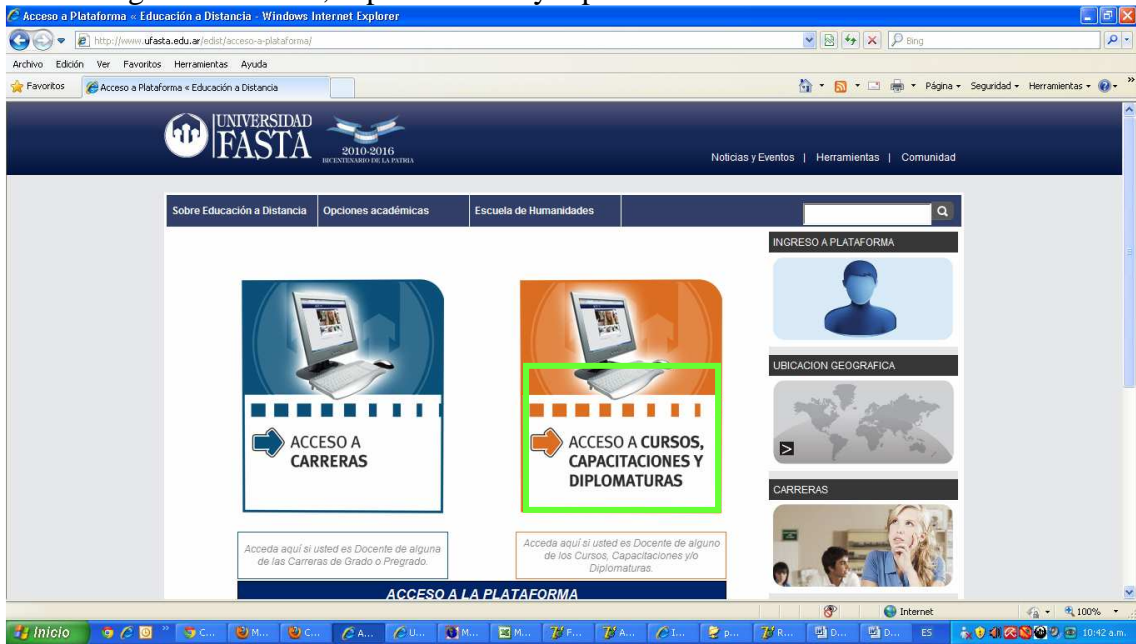 Acceso a Plataforma « Educación a Distancia - Windows Internet Explorer
http://www.ufasta.edu.ar/edist/acceso-a-plataforma/
Bing
Archivo Edición Ver Favoritos Herramientas Ayuda
Favoritos
Acceso a Plataforma « Educación a Distancia
Página
Seguridad
Herramientas
UNIVERSIDAD
FASTA
2010-2016
BICENTENARIO DE LA PATRIA
Noticias y Eventos | Herramientas | Comunidad
Sobre Educación a Distancia
Opciones académicas
Escuela de Humanidades
INGRESO A PLATAFORMA
UBICACION GEOGRAFICA
CARRERAS
ACCESO A
CARRERAS
ACCESO A CURSOS,
CAPACITACIONES Y
DIPLOMATURAS
Acceda aquí si usted es Docente de alguna
de las Carreras de Grado o Pregrado.
Acceda aquí si usted es Docente de alguno
de los Cursos, Capacitaciones y/o
Diplomaturas.
ACCESO A LA PLATAFORMA
Internet
100%
Inicio
C...
M...
C...
A...
U...
M...
M...
F...
A...
I...
p...
R...
D...
D...
ES
10:42 a.m.